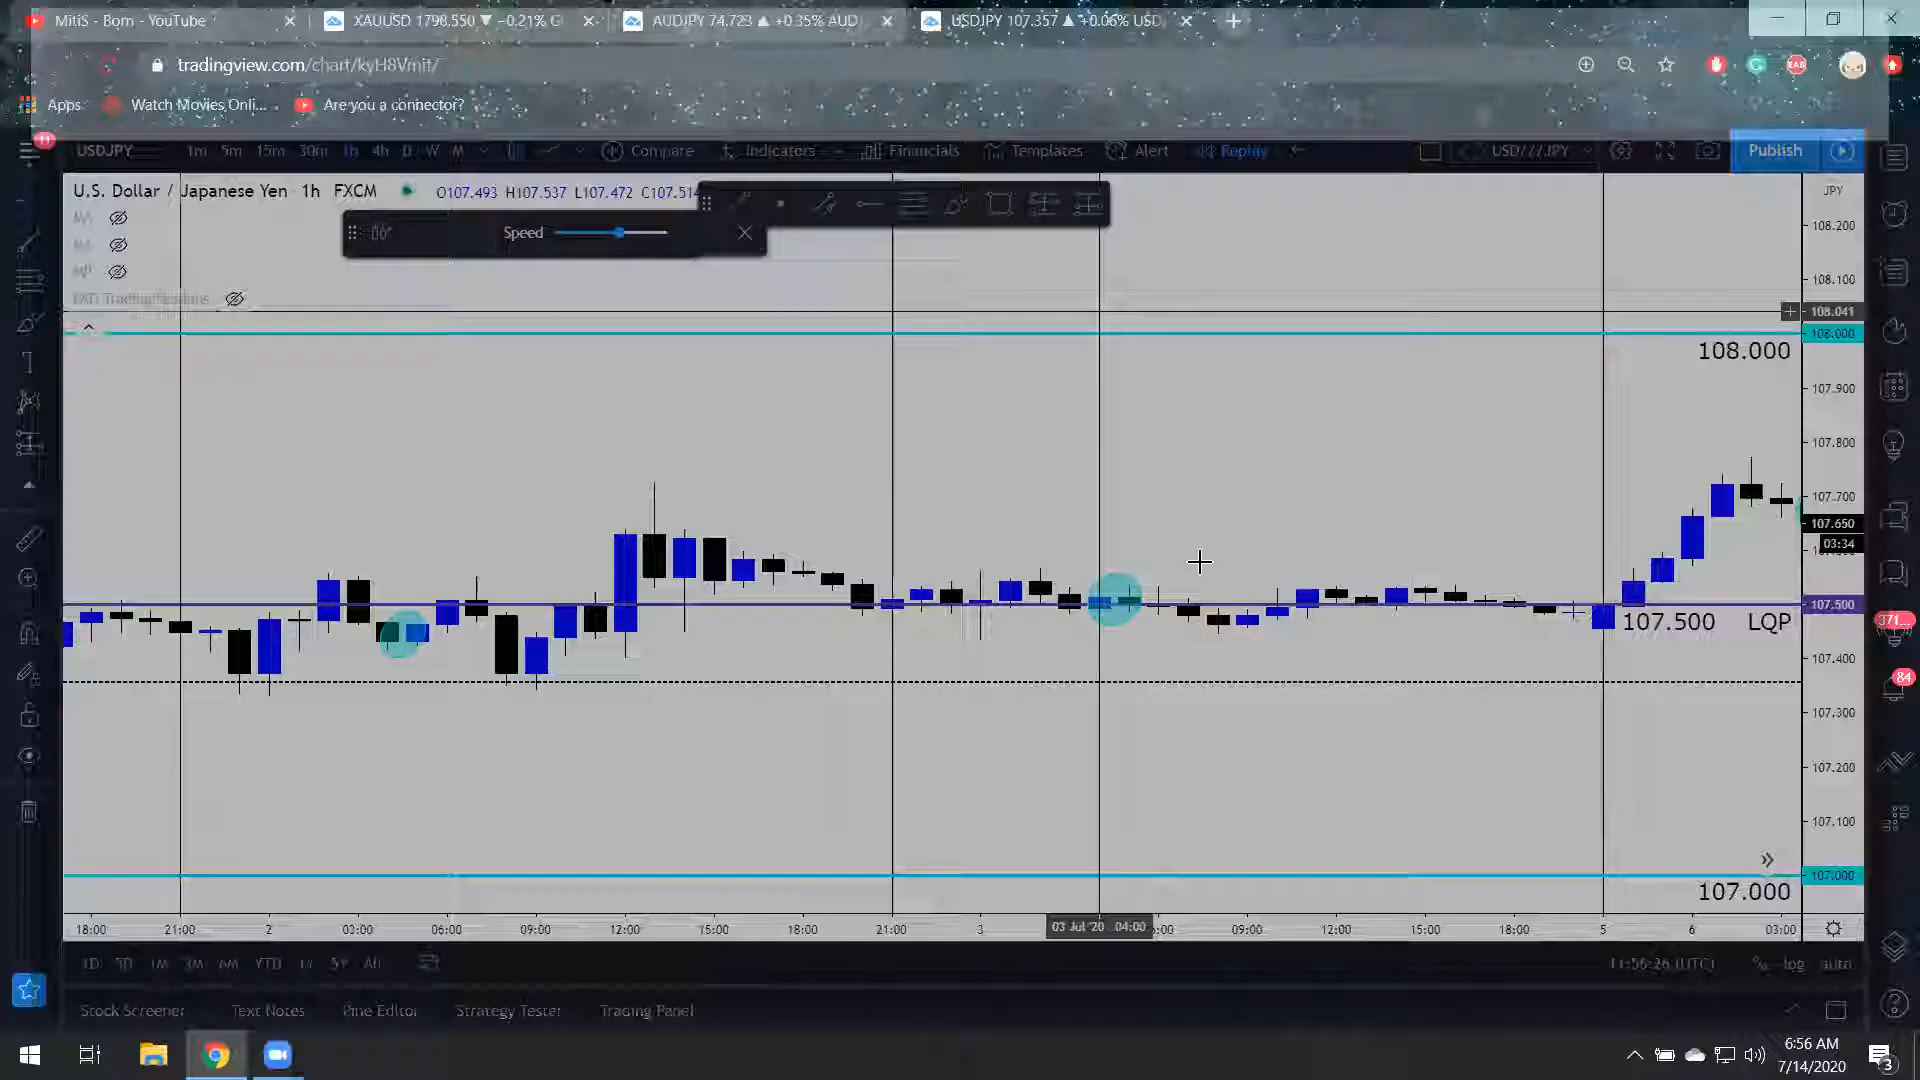 MitiS - Born - YouTube
XAUUSD 1798.550 ▼ −0.21% G
AUDJPY 74.723 ▲ +0.35% AUD
USDJPY 107.357 ▲ +0.06% USD
tradingview.com/chart/kyH8Vmit/
EAB
Apps
Watch Movies Onli...
Are you a connector?
11
USDJPY
1m 5m 15m 30m 1h 4h D W M
Compare
Indicators
Financials
Templates
Alert
Replay
USD///JPY
Publish
U.S. Dollar / Japanese Yen 1h FXCM
O107.493 H107.537 L107.472 C107.514
Speed
JPY
108.200
108.100
108.041
108.000
108.000
107.900
107.800
107.700
107.650
03:34
107.500
107.500 LQP
107.400
107.300
107.200
107.100
107.000
107.000
371...
84
18:00 21:00 2 03:00 06:00 09:00 12:00 15:00 18:00 21:00 3 03 Jul '20 04:00 09:00 12:00 15:00 18:00 5 6 03:00
1D 5D 1M 3M 6M YTD 1Y 5Y All
11:56:26 (UTC)
% log auto
Stock Screener
Text Notes
Pine Editor
Strategy Tester
Trading Panel
6:56 AM
7/14/2020
3